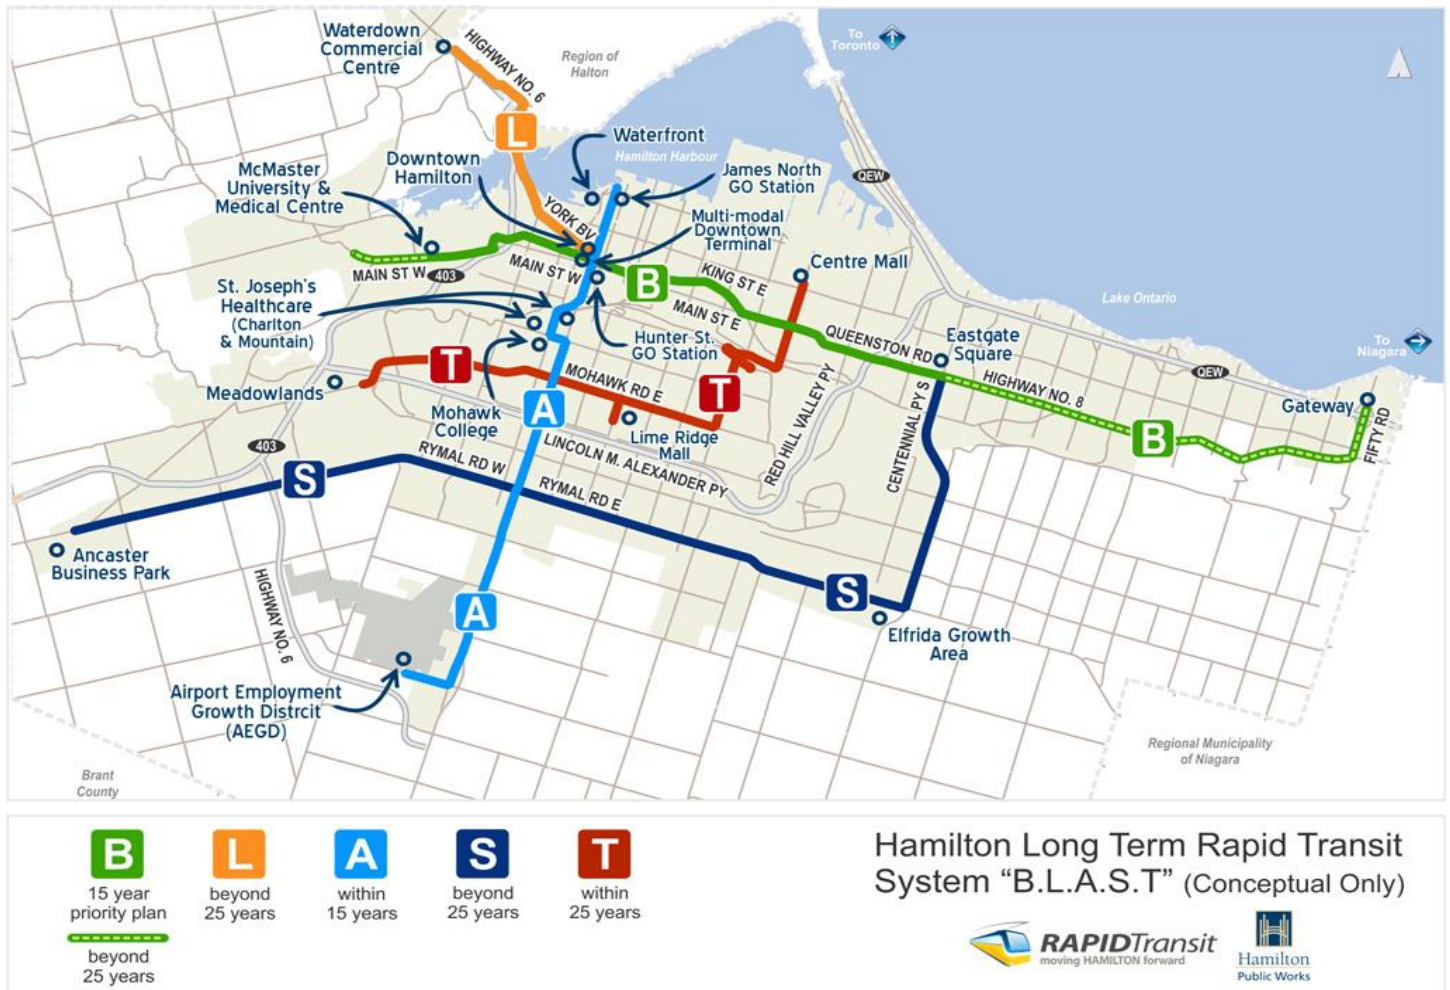 Waterdown
Commercial
Centre
HIGHWAY NO. 6
Region of
Halton
To
Toronto
L
Waterfront
Hamilton Harbour
Downtown
Hamilton
McMaster
University &
Medical Centre
James North
GO Station
QEW
YORK BV
Multi-modal
Downtown
Terminal
MAIN ST W
403
MAIN ST W
B
KING ST E
Centre Mall
St. Joseph's
Healthcare
(Charlton
& Mountain)
MAIN ST E
Lake Ontario
Hunter St.
GO Station
QUEENSTON RD
Eastgate
Square
To
Niagara
T
MOHAWK RD E
T
RED HILL VALLEY PY
CENTENNIAL PY S
HIGHWAY NO. 8
QEW
Meadowlands
Mohawk
College
A
Lime Ridge
Mall
Gateway
FIFTY RD
B
403
RYMAL RD W
LINCOLN M. ALEXANDER PY
S
RYMAL RD E
Ancaster
Business Park
HIGHWAY NO. 6
A
S
Elfrida Growth
Area
Airport Employment
Growth Distrcit
(AEGD)
Brant
County
Regional Municipality
of Niagara
B
15 year
priority plan
beyond
25 years
L
beyond
25 years
A
within
15 years
S
beyond
25 years
T
within
25 years
Hamilton Long Term Rapid Transit
System “B.L.A.S.T” (Conceptual Only)
RAPIDTransit
moving HAMILTON forward
Hamilton
Public Works